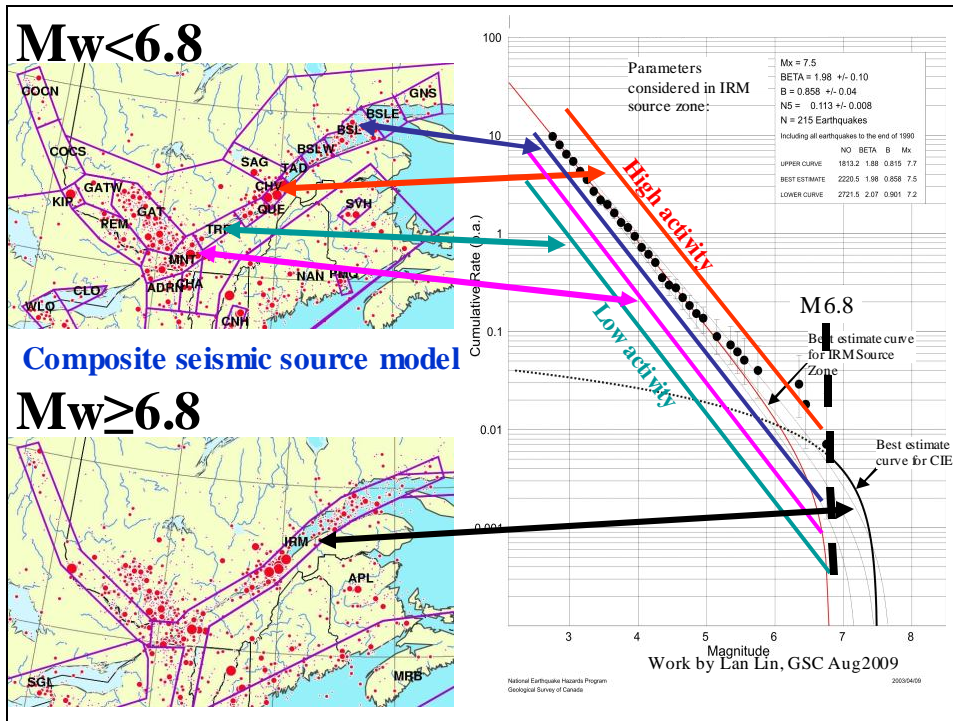 Mw<6.8
COCN
GNS
BSLE
BSL
BSLW
COCS
SAG
TAD
GATW
CHV
KIP
GAT
QUE
SVH
REM
TRR
MNT
ADRN
CHA
NAN
PMQ
CLO
WLO
CNH
Composite seismic source model
Mw≥6.8
IRM
APL
SGL
MRB
100
10
1
0.1
0.01
0.001
Cumulative Rate (p.a.)
Parameters
considered in IRM
source zone:
Mx = 7.5
BETA = 1.98 +/- 0.10
B = 0.858 +/- 0.04
N5 = 0.113 +/- 0.008
N = 215 Earthquakes
Including all earthquakes to the end of 1990
NO BETA B Mx
UPPER CURVE 1813.2 1.88 0.815 7.7
BEST ESTIMATE 2220.5 1.98 0.858 7.5
LOWER CURVE 2721.5 2.07 0.901 7.2
High activity
Low activity
M6.8
Best estimate curve
for IRM Source
Zone
Best estimate
curve for CIE
3 4 5 6 7 8
Magnitude
Work by Lan Lin, GSC Aug2009
National Earthquake Hazards Program
Geological Survey of Canada
2003/04/09